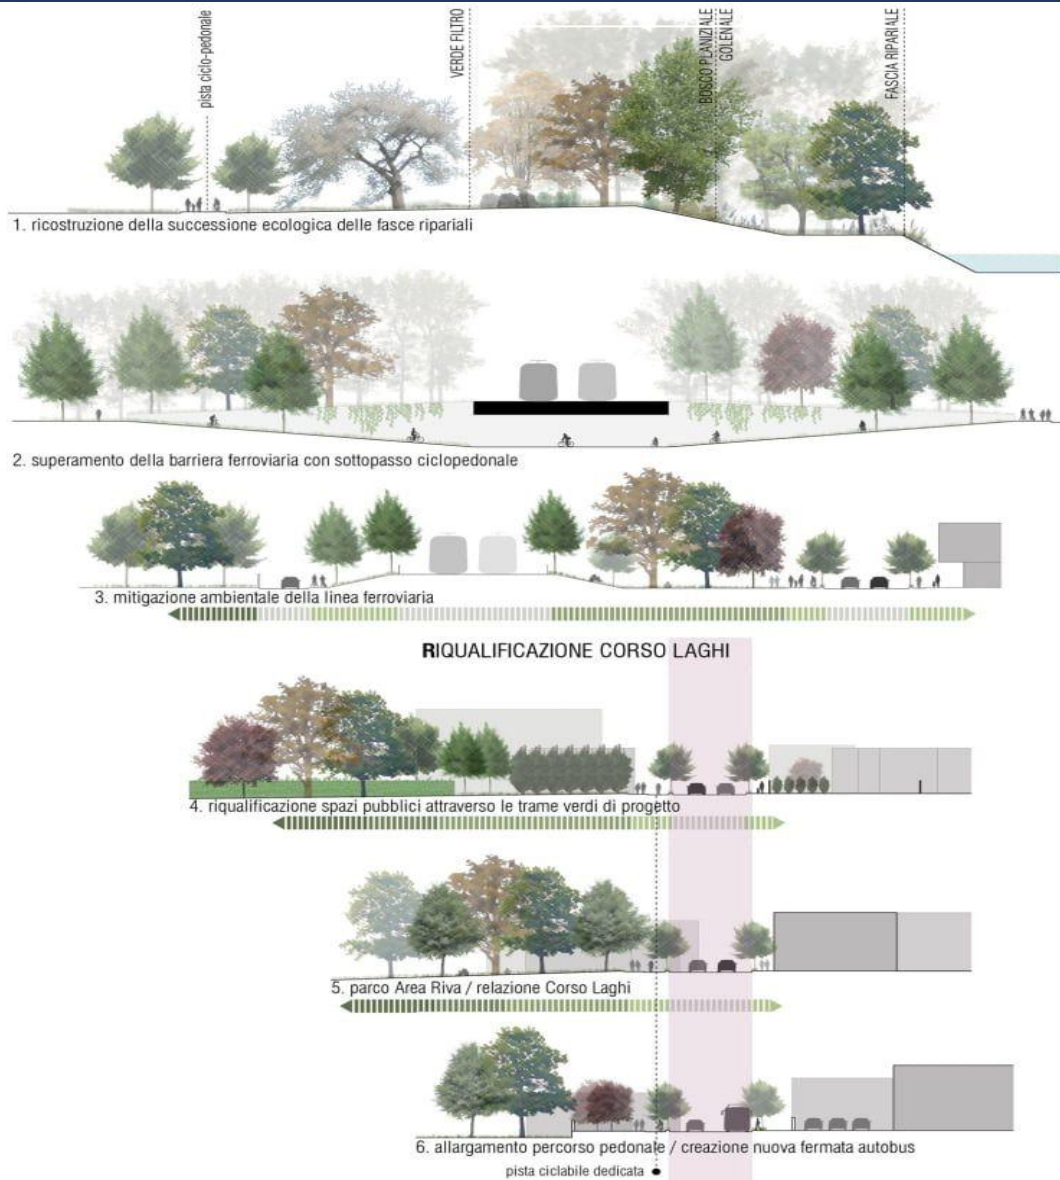 pista ciclo-pedonale
VERDE FILTRO
BOSCO PLANIZIALE
GOLENALE
FASCIA RIPARIALE
1. ricostruzione della successione ecologica delle fasce ripariali
2. superamento della barriera ferroviaria con sottopasso ciclopedonale
3. mitigazione ambientale della linea ferroviaria
RIQUALIFICAZIONE CORSO LAGHI
4. riqualificazione spazi pubblici attraverso le trame verdi di progetto
5. parco Area Riva / relazione Corso Laghi
6. allargamento percorso pedonale / creazione nuova fermata autobus
pista ciclabile dedicata